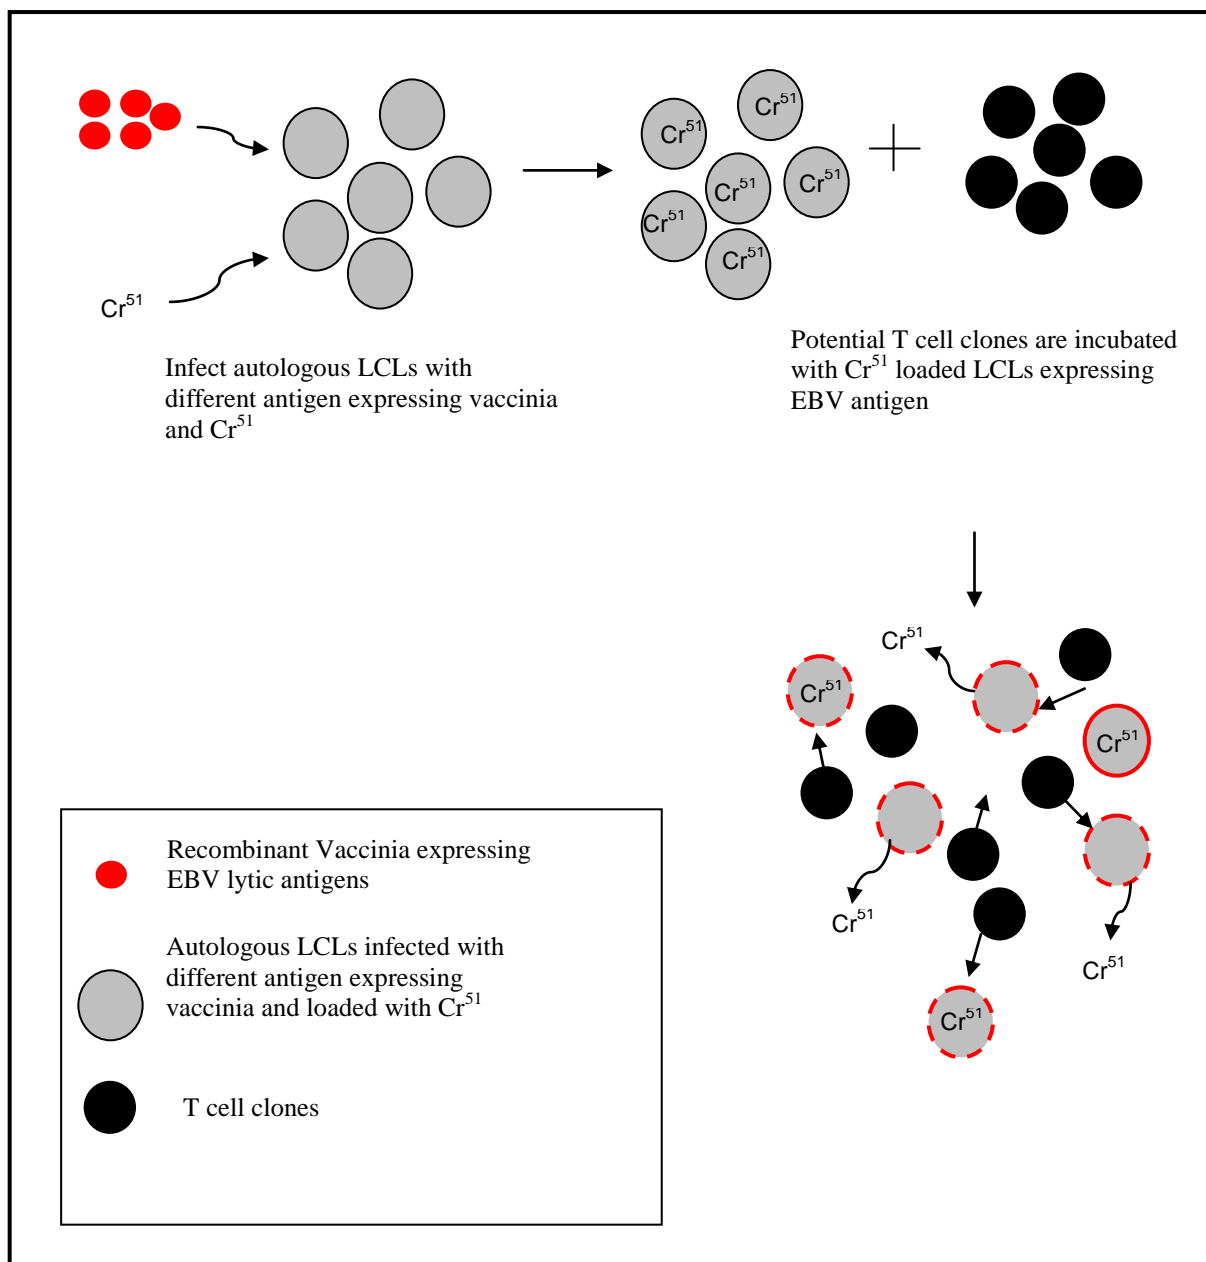 Cr51
Cr51
Cr51
Cr51
Cr51
Cr51
Cr51
Infect autologous LCLs with
different antigen expressing vaccinia
and Cr51
Potential T cell clones are incubated
with Cr51 loaded LCLs expressing
EBV antigen
Cr51
Cr51
Cr51
Cr51
Cr51
Cr51
Recombinant Vaccinia expressing
EBV lytic antigens
Autologous LCLs infected with
different antigen expressing
vaccinia and loaded with Cr51
T cell clones